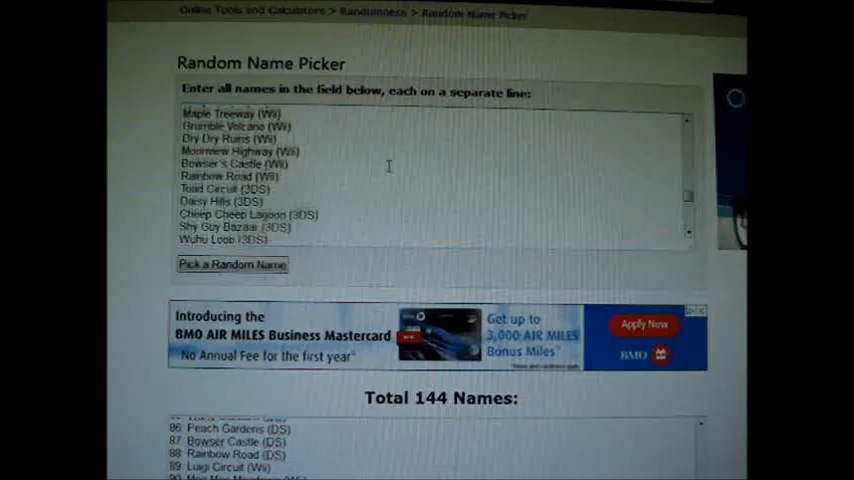 Online Tools and Calculators > Randomness > Random Name Picker
Random Name Picker
Enter all names in the field below, each on a separate line:
Maple Treeway (Wii)
Grumble Volcano (Wii)
Dry Dry Ruins (Wii)
Moonview Highway (Wii)
Bowser's Castle (Wii)
Rainbow Road (Wii)
Toad Circuit (3DS)
Daisy Hills (3DS)
Cheep Cheep Lagoon (3DS)
Shy Guy Bazaar (3DS)
Wuhu Loop (3DS)
Pick a Random Name
Introducing the
BMO AIR MILES Business Mastercard
No Annual Fee for the first year*
Get up to
3,000 AIR MILES
Bonus Miles*
Apply Now
BMO
Total 144 Names:
86 Peach Gardens (DS)
87 Bowser Castle (DS)
88 Rainbow Road (DS)
89 Luigi Circuit (Wii)